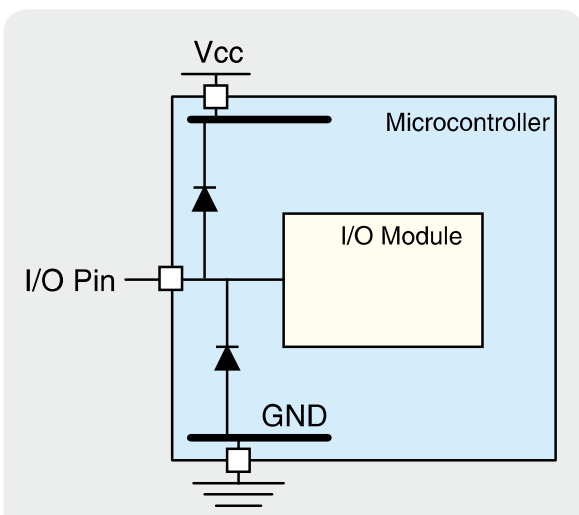 Vcc
Microcontroller
I/O Module
I/O Pin
GND